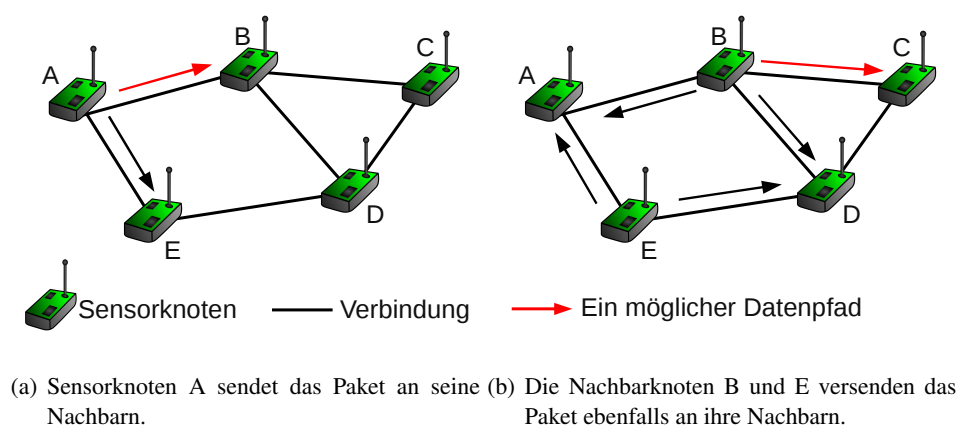 A
B
C
D
E
A
B
C
D
E
Sensorknoten
Verbindung
Ein möglicher Datenpfad
(a) Sensorknoten A sendet das Paket an seine
Nachbarn.
(b) Die Nachbarknoten B und E versenden das
Paket ebenfalls an ihre Nachbarn.